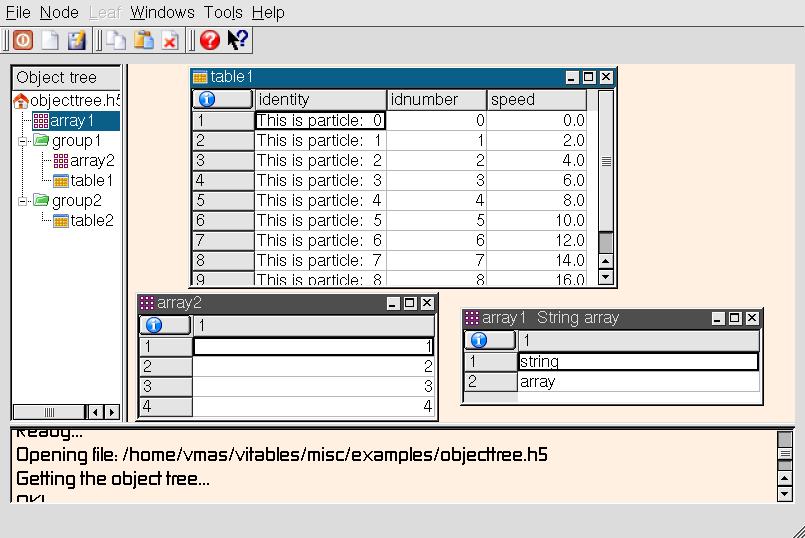 File Node Leaf Windows Tools Help
Object tree
objecttree.h5
array1
group1
array2
table1
group2
table2
table1
identity idnumber speed
1 This is particle: 0 0 0.0
2 This is particle: 1 1 2.0
3 This is particle: 2 2 4.0
4 This is particle: 3 3 6.0
5 This is particle: 4 4 8.0
6 This is particle: 5 5 10.0
7 This is particle: 6 6 12.0
8 This is particle: 7 7 14.0
9 This is particle: 8 8 16.0
array2
1
1 1
2 2
3 3
4 4
array1 String array
1
1 string
2 array
Ready...
Opening file: /home/vmas/vitables/misc/examples/objecttree.h5
Getting the object tree...
OK!